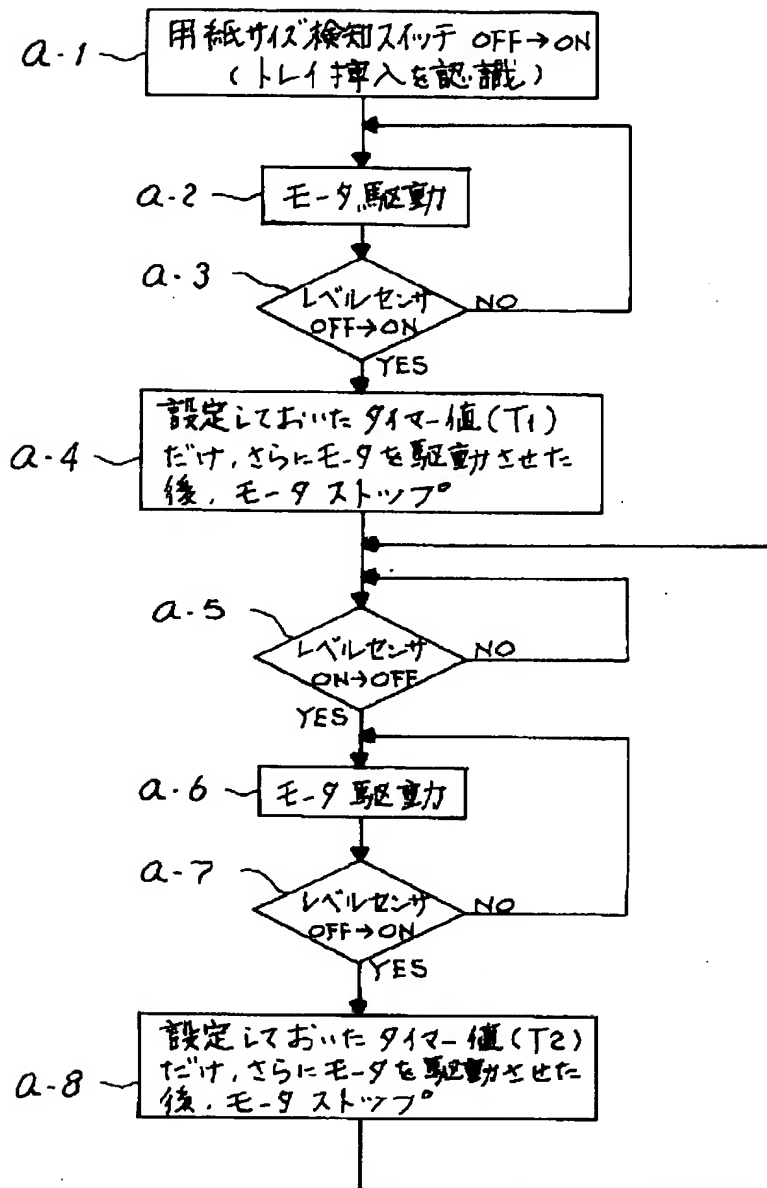 a-1
用紙サイズ検知スイッチ OFF→ON
(トレイ挿入を認識)
a-2
モータ駆動
a-3
レベルセンサ
OFF→ON
NO
YES
a-4
設定しておいた タイマー値(T1)
だけ,さらにモータを駆動させた
後,モータ ストップ
a-5
レベルセンサ
ON→OFF
NO
YES
a-6
モータ 駆動
a-7
レベルセンサ
OFF→ON
NO
YES
a-8
設定しておいた タイマー値(T2)
だけ,さらにモータを駆動させた
後,モータ ストップ